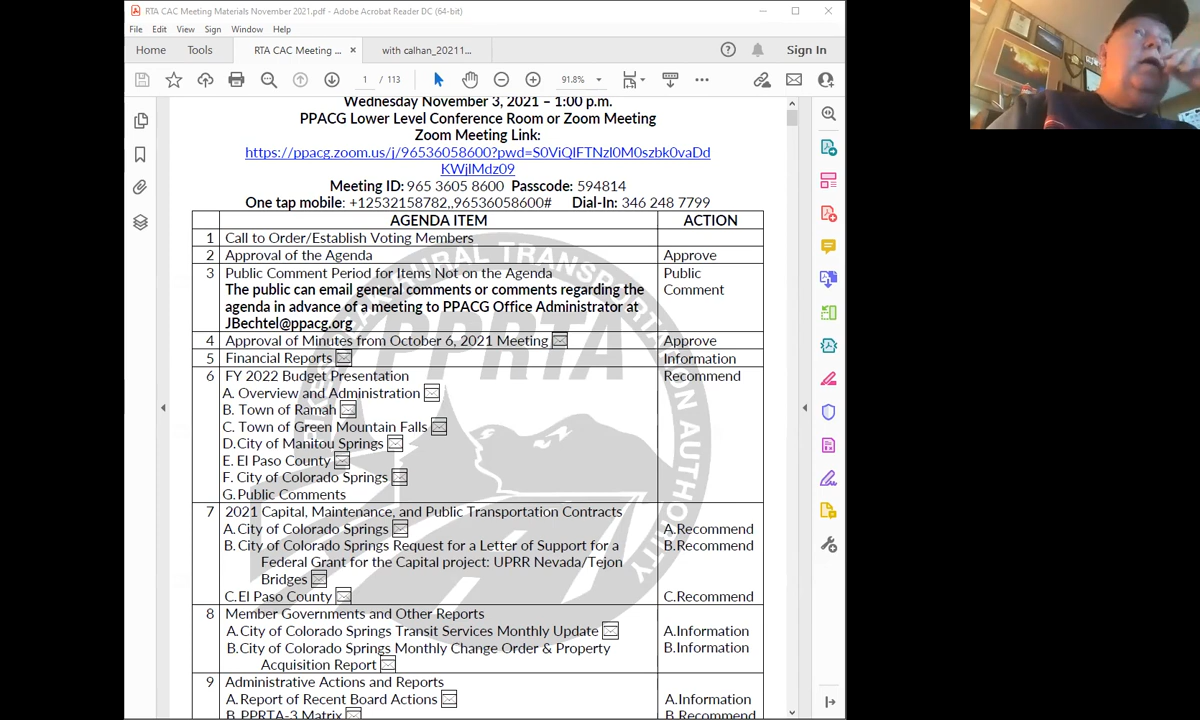 RTA CAC Meeting Materials November 2021.pdf - Adobe Acrobat Reader DC (64-bit)
File Edit View Sign Window Help
Home Tools RTA CAC Meeting ... × with calhan_20211... Sign In
1 / 113 91.8%
Wednesday November 3, 2021 – 1:00 p.m.
PPACG Lower Level Conference Room or Zoom Meeting
Zoom Meeting Link:
https://ppacg.zoom.us/j/96536058600?pwd=S0ViQlFTNzl0M0szbk0vaDd
KWjlMdz09
Meeting ID: 965 3605 8600 Passcode: 594814
One tap mobile: +12532158782,,96536058600# Dial-In: 346 248 7799
AGENDA ITEM ACTION
1 Call to Order/Establish Voting Members
2 Approval of the Agenda Approve
3 Public Comment Period for Items Not on the Agenda Public
The public can email general comments or comments regarding the Comment
agenda in advance of a meeting to PPACG Office Administrator at
JBechtel@ppacg.org
4 Approval of Minutes from October 6, 2021 Meeting Approve
5 Financial Reports Information
6 FY 2022 Budget Presentation Recommend
A. Overview and Administration
B. Town of Ramah
C. Town of Green Mountain Falls
D.City of Manitou Springs
E. El Paso County
F. City of Colorado Springs
G.Public Comments
7 2021 Capital, Maintenance, and Public Transportation Contracts
A.City of Colorado Springs A.Recommend
B.City of Colorado Springs Request for a Letter of Support for a B.Recommend
Federal Grant for the Capital project: UPRR Nevada/Tejon
Bridges
C.El Paso County C.Recommend
8 Member Governments and Other Reports
A.City of Colorado Springs Transit Services Monthly Update A.Information
B.City of Colorado Springs Monthly Change Order & Property B.Information
Acquisition Report
9 Administrative Actions and Reports
A.Report of Recent Board Actions A.Information
B.PPRTA-3 Matrix B.Recommend
PPRTA
RURAL TRANSPORTATION AUTHORITY